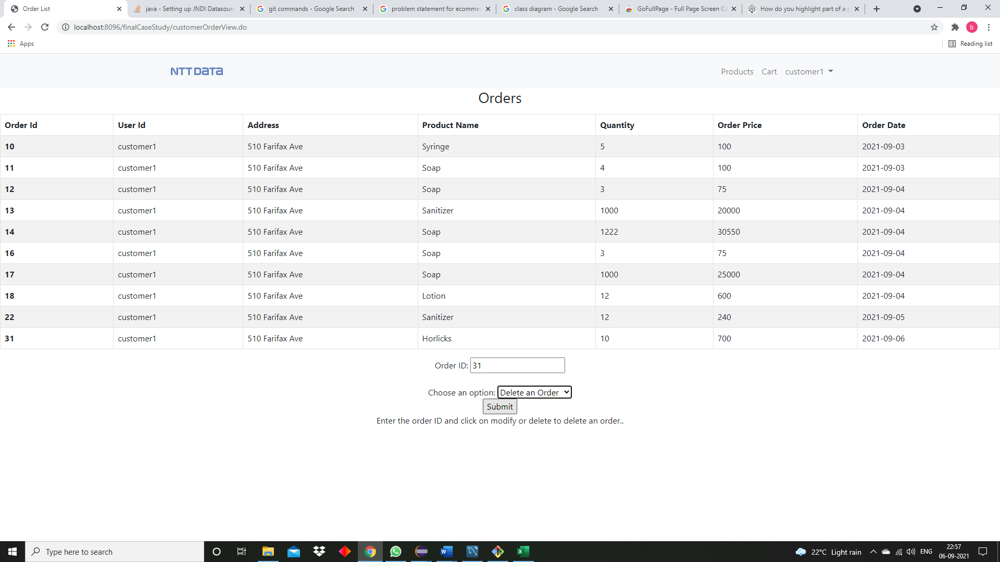 Order List
java - Setting up JNDI Datasourc
git commands - Google Search
problem statement for ecomme
class diagram - Google Search
GoFullPage - Full Page Screen Ca
How do you highlight part of a p
localhost:8096/finalCaseStudy/customerOrderView.do
b
Apps
Reading list
NTT DATA
Products Cart customer1
Orders
Order Id User Id Address Product Name Quantity Order Price Order Date
10 customer1 510 Farifax Ave Syringe 5 100 2021-09-03
11 customer1 510 Farifax Ave Soap 4 100 2021-09-03
12 customer1 510 Farifax Ave Soap 3 75 2021-09-04
13 customer1 510 Farifax Ave Sanitizer 1000 20000 2021-09-04
14 customer1 510 Farifax Ave Soap 1222 30550 2021-09-04
16 customer1 510 Farifax Ave Soap 3 75 2021-09-04
17 customer1 510 Farifax Ave Soap 1000 25000 2021-09-04
18 customer1 510 Farifax Ave Lotion 12 600 2021-09-04
22 customer1 510 Farifax Ave Sanitizer 12 240 2021-09-05
31 customer1 510 Farifax Ave Horlicks 10 700 2021-09-06
Order ID: 31
Choose an option: Delete an Order
Submit
Enter the order ID and click on modify or delete to delete an order..
Type here to search
22°C Light rain
ENG
22:57
06-09-2021